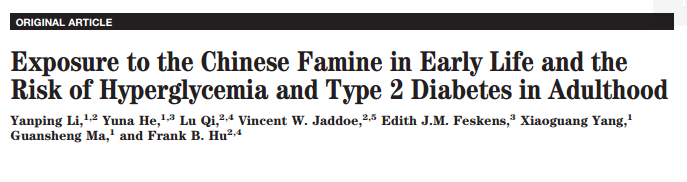 ORIGINAL ARTICLE
Exposure to the Chinese Famine in Early Life and the
Risk of Hyperglycemia and Type 2 Diabetes in Adulthood
Yanping Li,1,2 Yuna He,1,3 Lu Qi,2,4 Vincent W. Jaddoe,2,5 Edith J.M. Feskens,3 Xiaoguang Yang,1
Guansheng Ma,1 and Frank B. Hu2,4